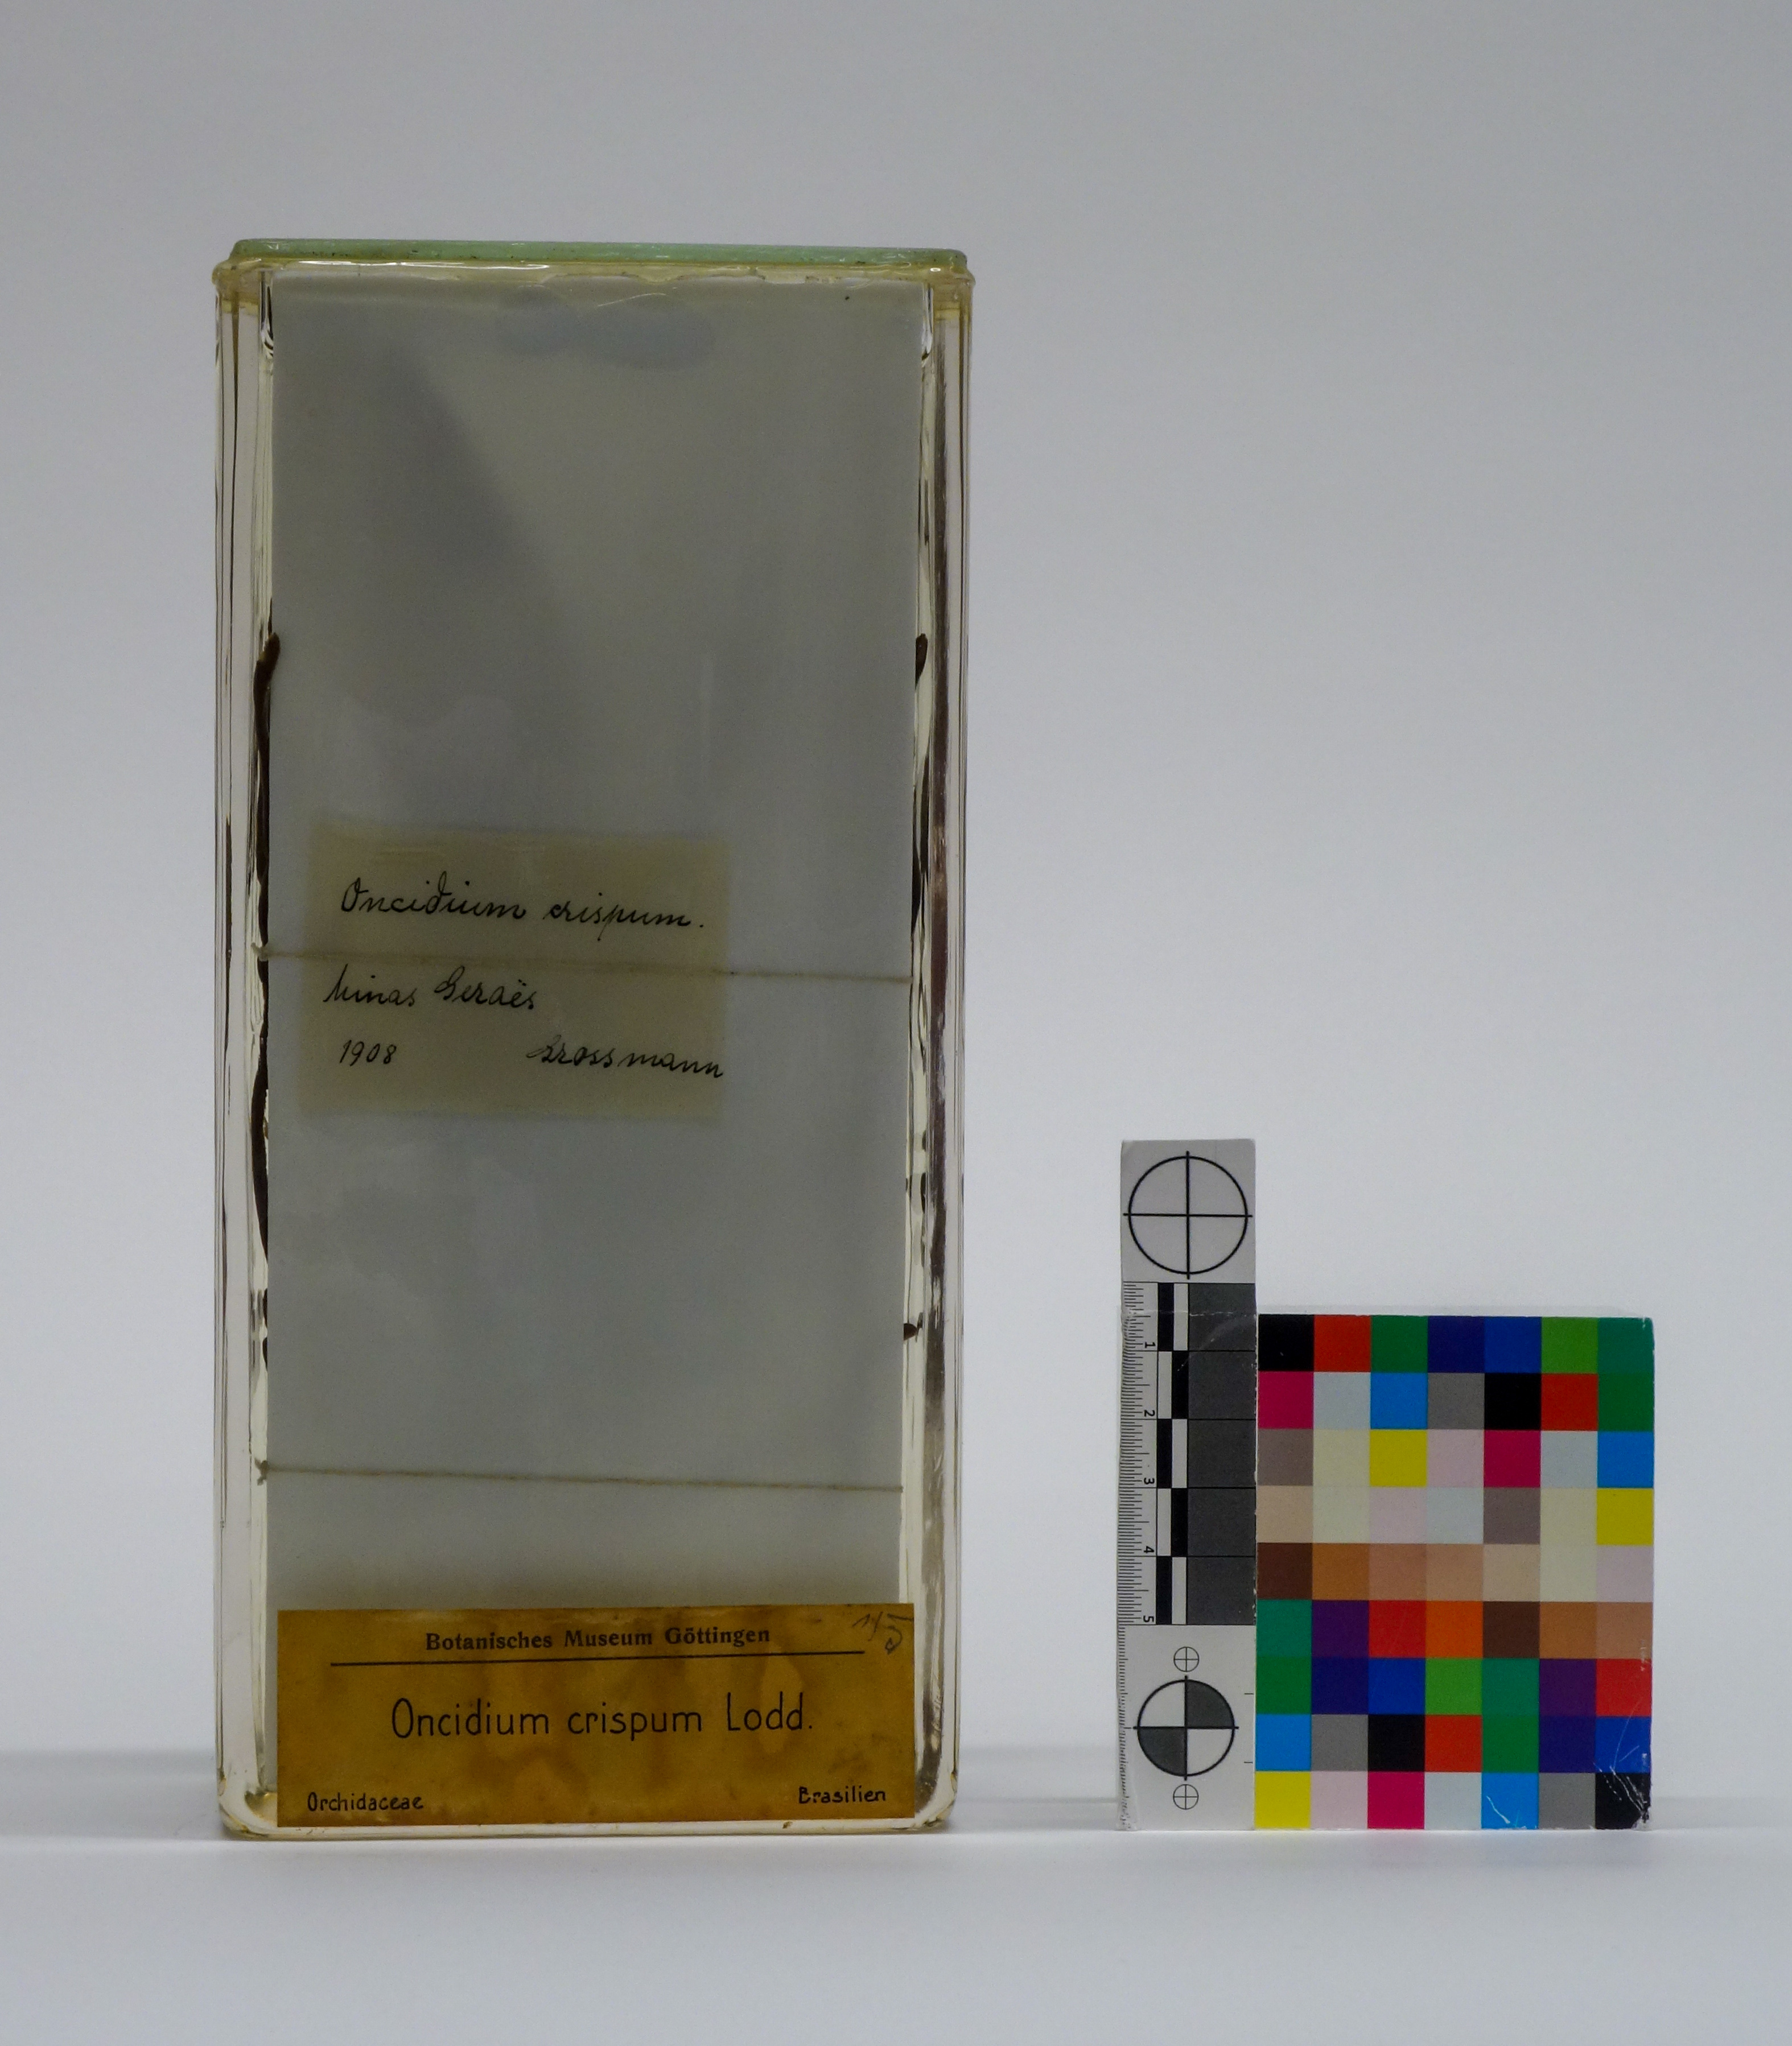 Oncidium crispum.
Minas Geraës
1908 Grossmann
Botanisches Museum Göttingen
Oncidium crispum Lodd.
Orchidaceae Brasilien
1
2
3
4
5